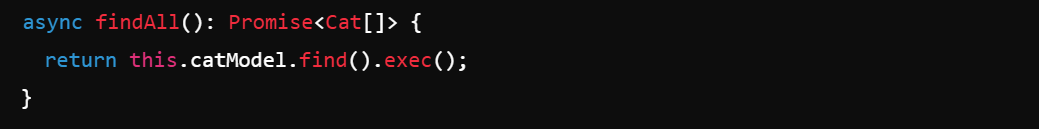 async findAll(): Promise<Cat[]> {
  return this.catModel.find().exec();
}